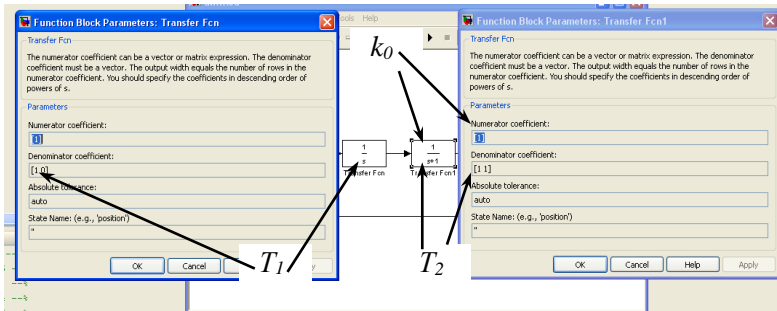 Function Block Parameters: Transfer Fcn
Transfer Fcn
The numerator coefficient can be a vector or matrix expression. The denominator
coefficient must be a vector. The output width equals the number of rows in the
numerator coefficient. You should specify the coefficients in descending order of
powers of s.
Parameters
Numerator coefficient:
[1]
Denominator coefficient:
[1 0]
Absolute tolerance:
auto
State Name: (e.g., 'position')
''
OK
Cancel
T1
Help
k0
1
s
Transfer Fcn
1
s+1
Transfer Fcn1
T2
Function Block Parameters: Transfer Fcn1
Transfer Fcn
The numerator coefficient can be a vector or matrix expression. The denominator
coefficient must be a vector. The output width equals the number of rows in the
numerator coefficient. You should specify the coefficients in descending order of
powers of s.
Parameters
Numerator coefficient:
[1]
Denominator coefficient:
[1 1]
Absolute tolerance:
auto
State Name: (e.g., 'position')
''
OK
Cancel
Help
Apply
--%